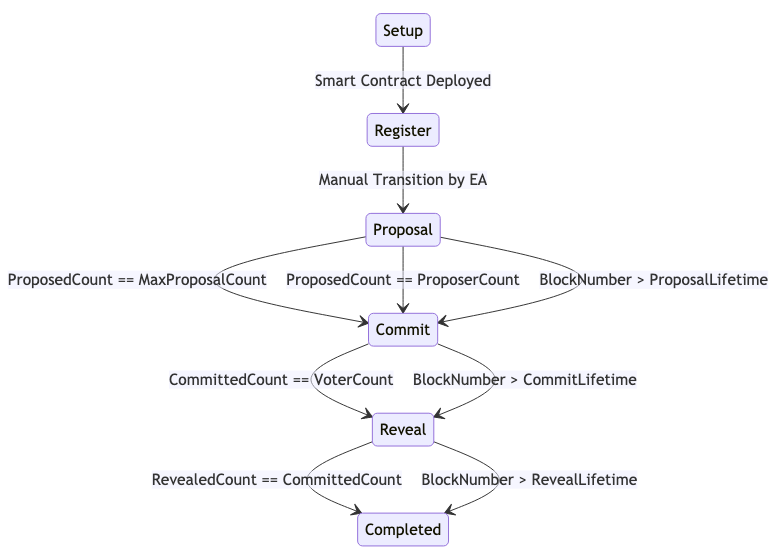 Setup
Smart Contract Deployed
Register
Manual Transition by EA
Proposal
ProposedCount == MaxProposalCount
ProposedCount == ProposerCount
BlockNumber > ProposalLifetime
Commit
CommittedCount == VoterCount
BlockNumber > CommitLifetime
Reveal
RevealedCount == CommittedCount
BlockNumber > RevealLifetime
Completed